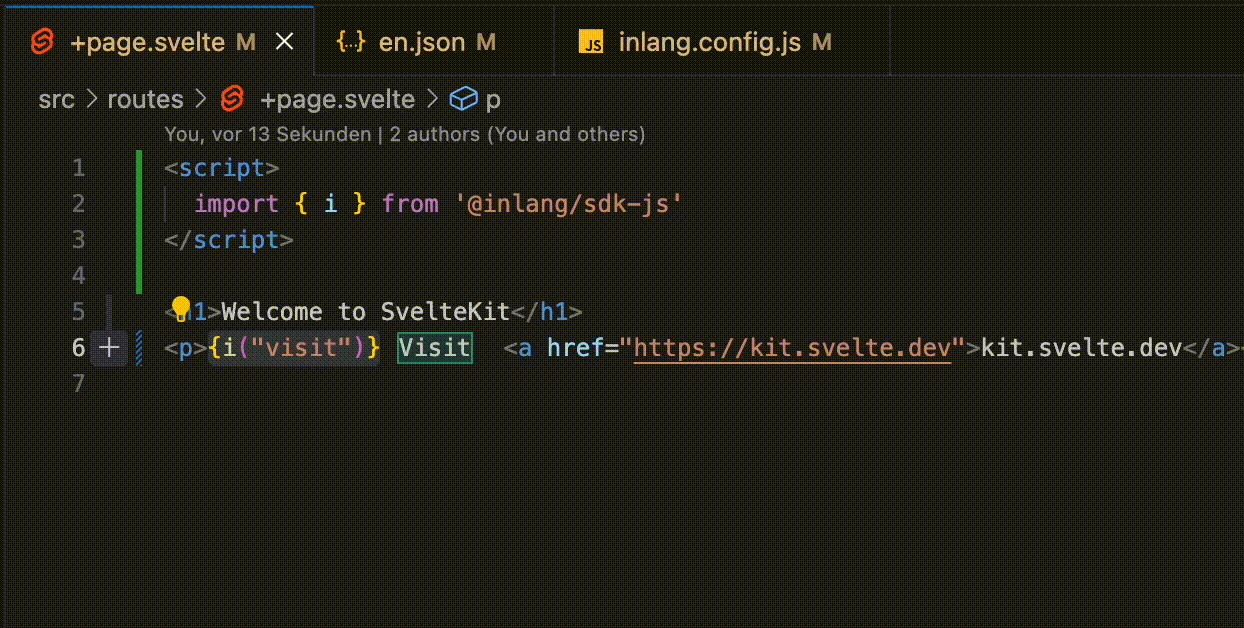 +page.svelte M {..} en.json M JS inlang.config.js M
src > routes > +page.svelte > p
You, vor 13 Sekunden | 2 authors (You and others)
1 <script>
2 import { i } from '@inlang/sdk-js'
3 </script>
4
5 <h1>Welcome to SvelteKit</h1>
6 <p>{i("visit")} Visit <a href="https://kit.svelte.dev">kit.svelte.dev</a>
7